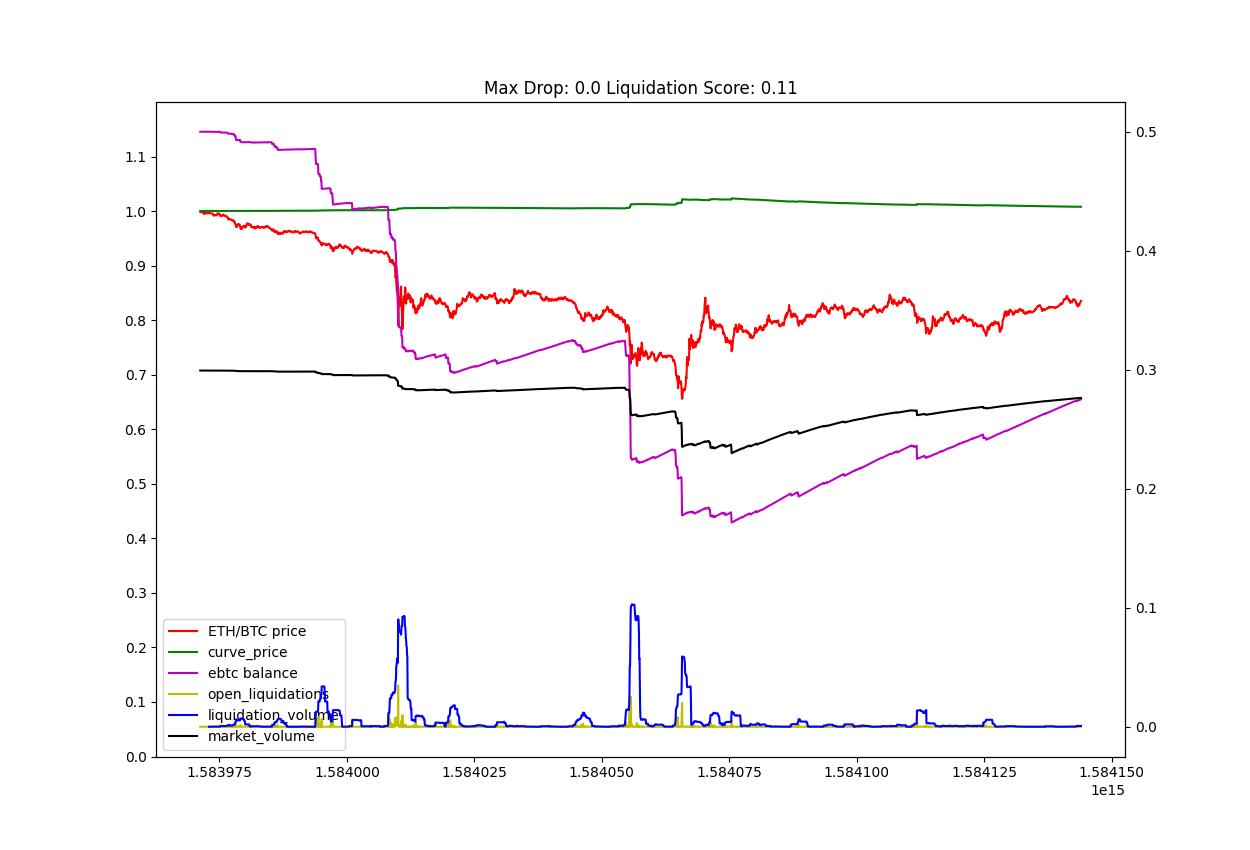 Max Drop: 0.0 Liquidation Score: 0.11
1.1
1.0
0.9
0.8
0.7
0.6
0.5
0.4
0.3
0.2
0.1
0.0
0.5
0.4
0.3
0.2
0.1
0.0
ETH/BTC price
curve_price
ebtc balance
open_liquidations
liquidation_volume
market_volume
1.583975 1.584000 1.584025 1.584050 1.584075 1.584100 1.584125 1.584150
1e15